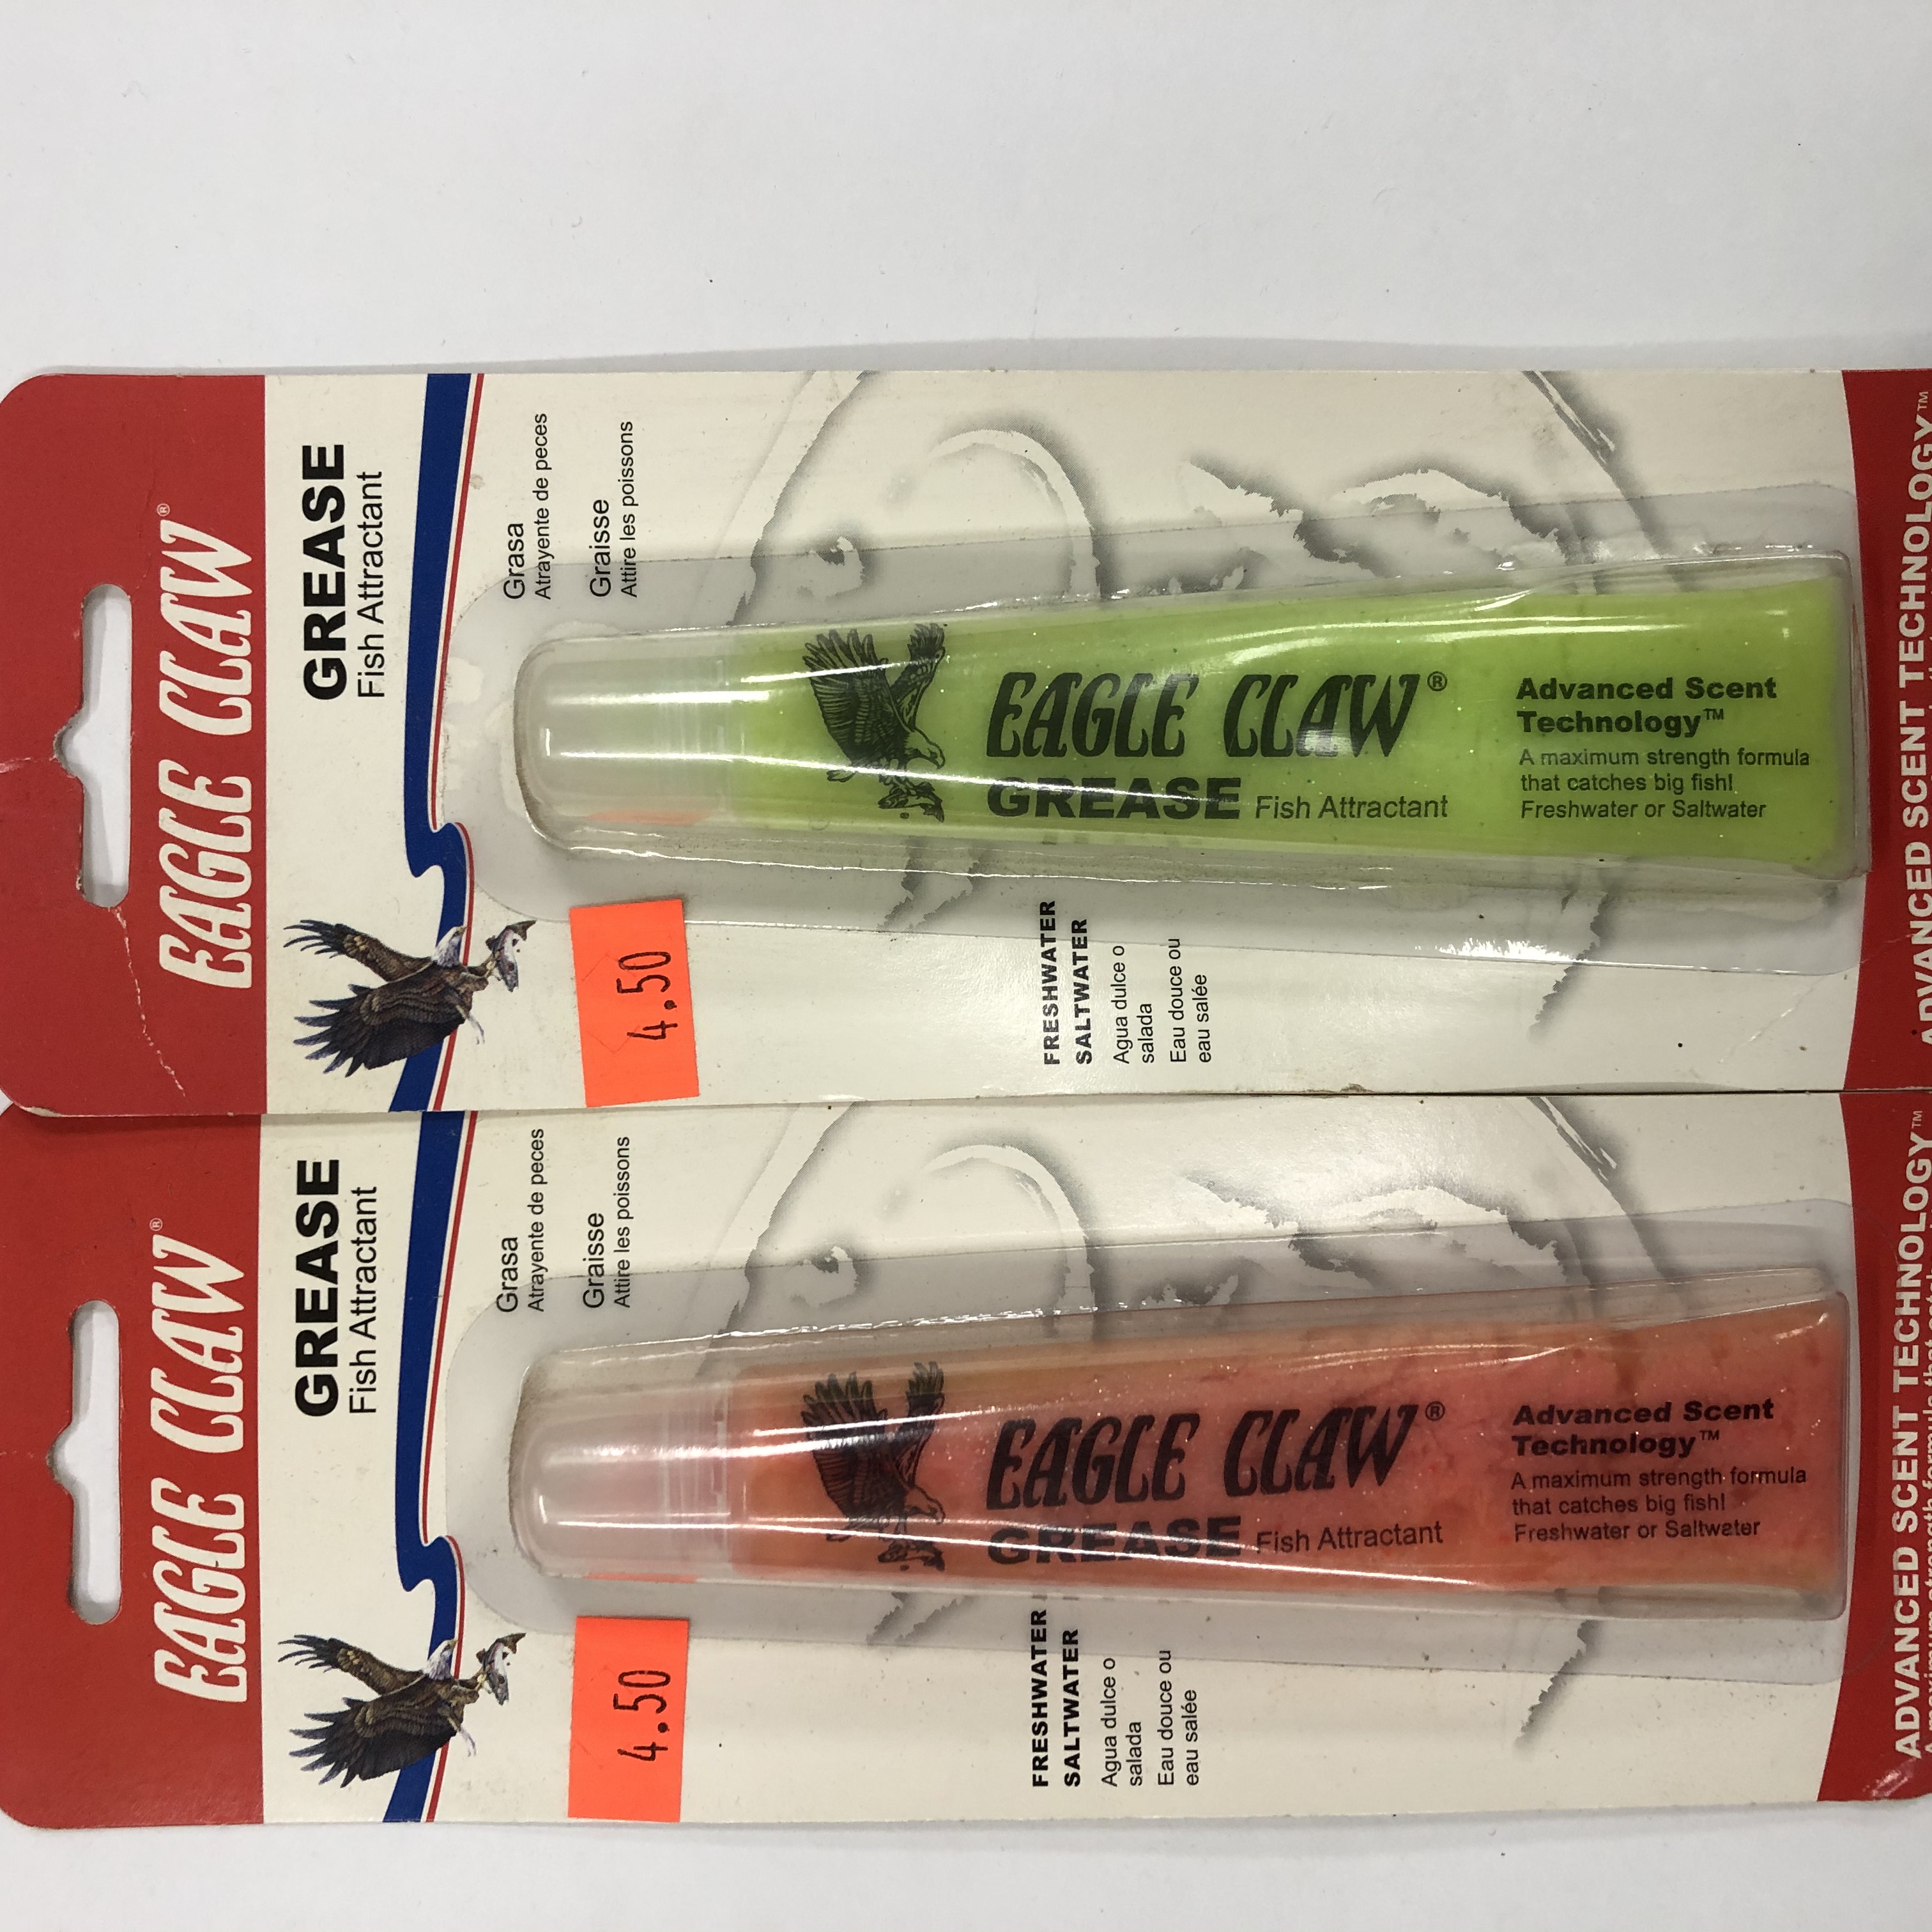 EAGLE CLAW®
GREASE
Fish Attractant
Grasa
Atrayente de peces
Graisse
Attire les poissons
4.50
FRESHWATER
SALTWATER
Agua dulce o
salada
Eau douce ou
eau salée
EAGLE CLAW®
GREASE Fish Attractant
Advanced Scent
Technology™
A maximum strength formula
that catches big fish!
Freshwater or Saltwater
ADVANCED SCENT TECHNOLOGY™
A maximum strength formula that
EAGLE CLAW®
GREASE
Fish Attractant
Grasa
Atrayente de peces
Graisse
Attire les poissons
4.50
FRESHWATER
SALTWATER
Agua dulce o
salada
Eau douce ou
eau salée
EAGLE CLAW®
GREASE Fish Attractant
Advanced Scent
Technology™
A maximum strength formula
that catches big fish!
Freshwater or Saltwater
ADVANCED SCENT TECHNOLOGY™